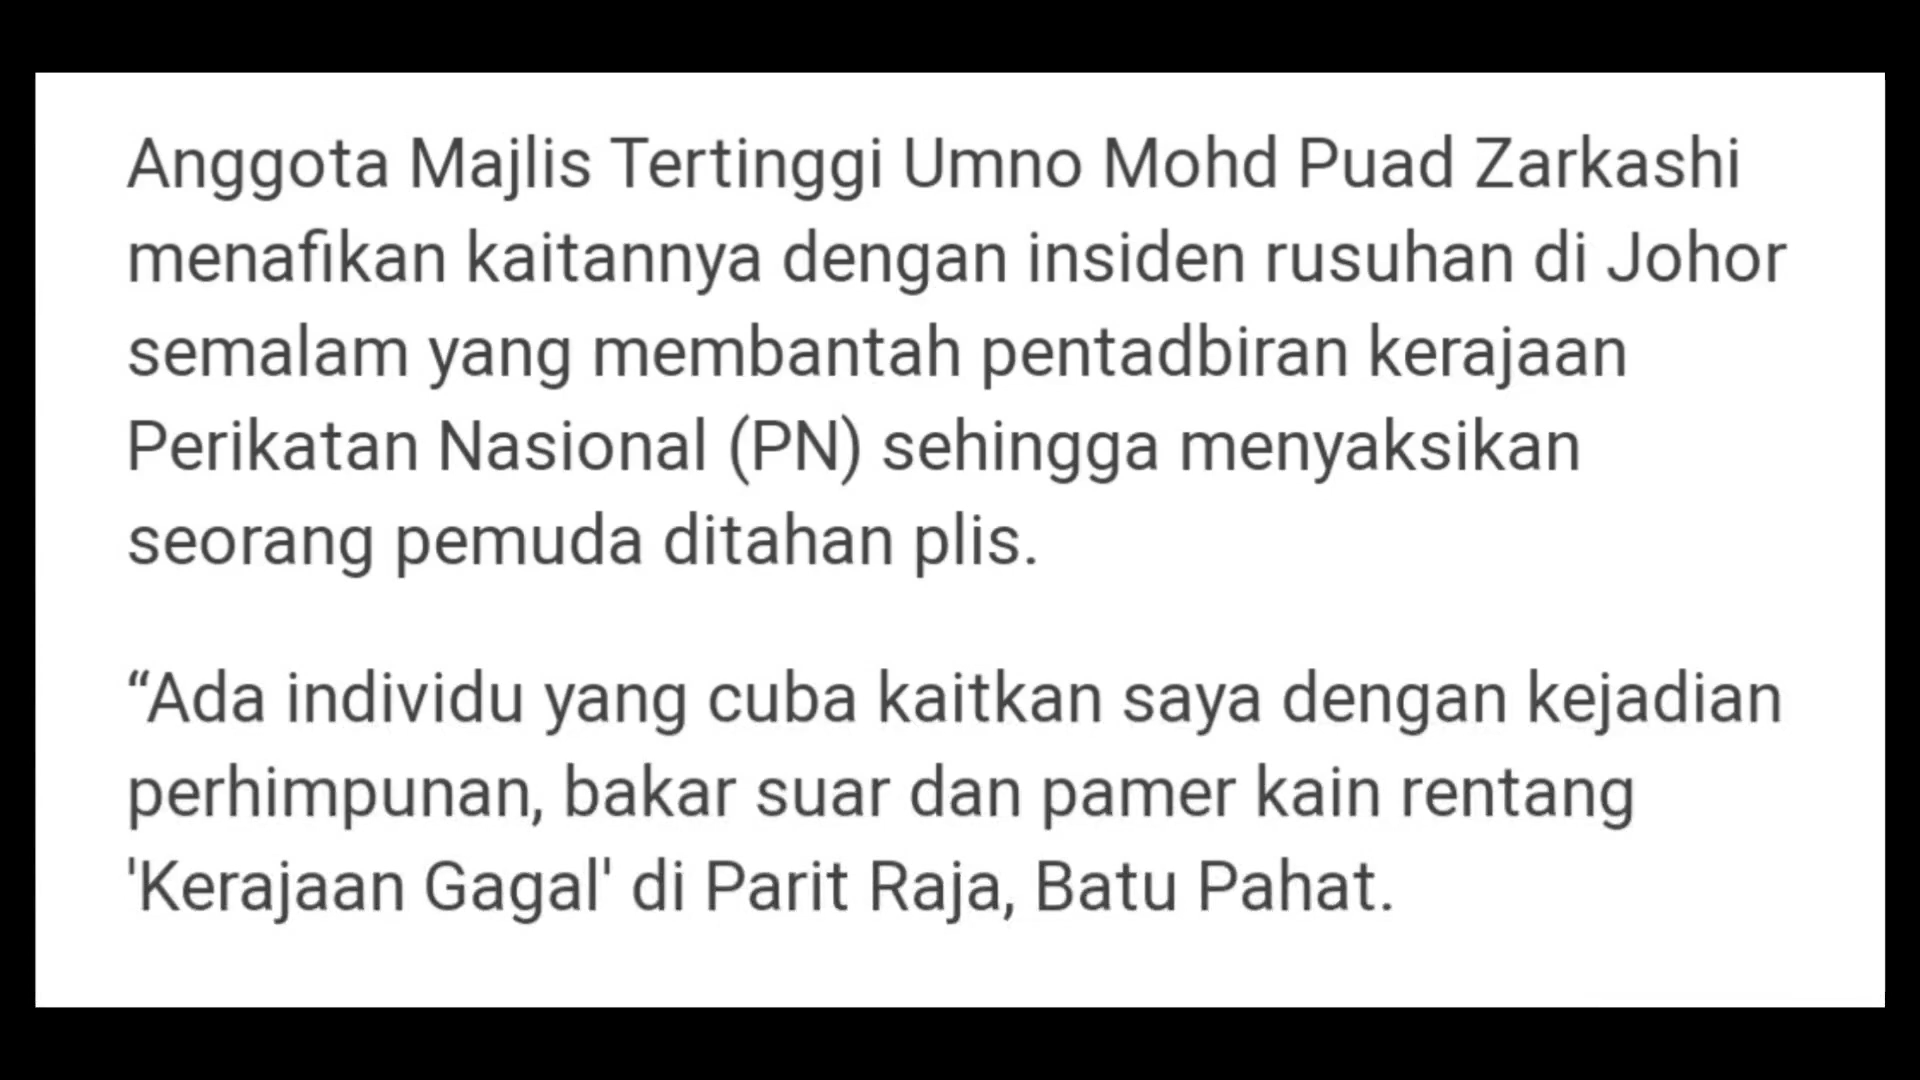 Anggota Majlis Tertinggi Umno Mohd Puad Zarkashi
menafikan kaitannya dengan insiden rusuhan di Johor
semalam yang membantah pentadbiran kerajaan
Perikatan Nasional (PN) sehingga menyaksikan
seorang pemuda ditahan plis.
“Ada individu yang cuba kaitkan saya dengan kejadian
perhimpunan, bakar suar dan pamer kain rentang
'Kerajaan Gagal' di Parit Raja, Batu Pahat.